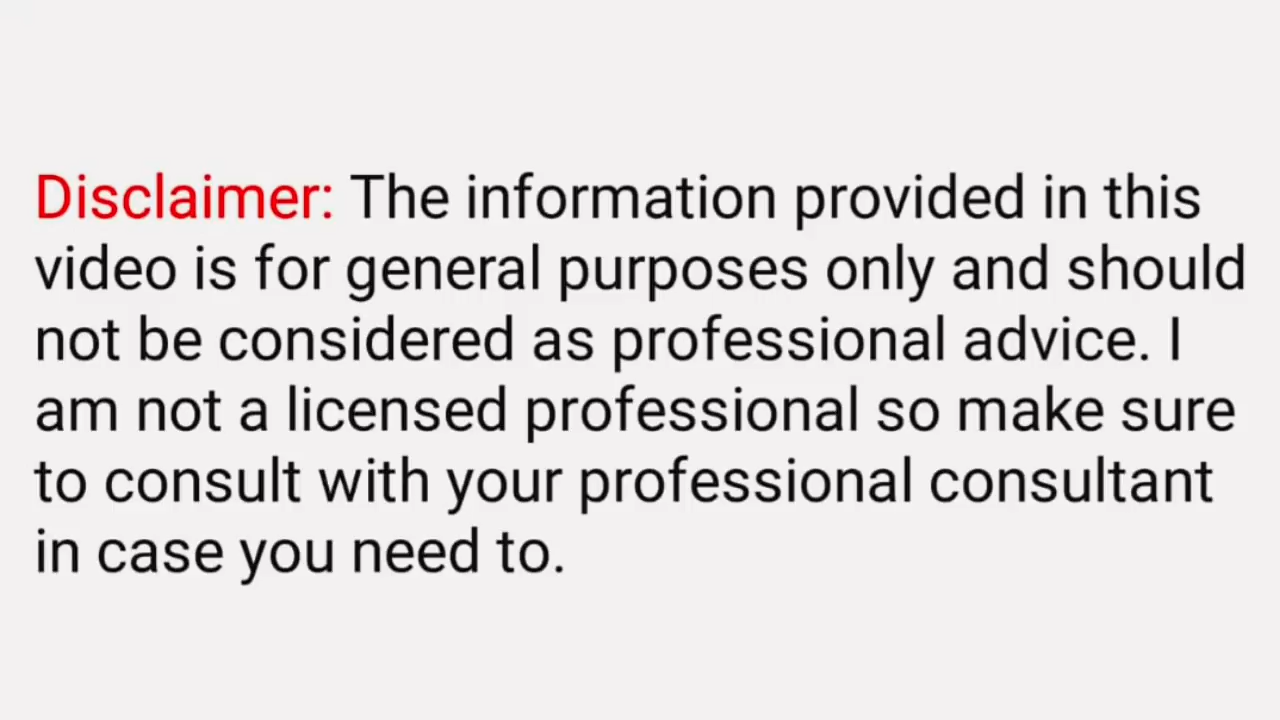 Disclaimer: The information provided in this
video is for general purposes only and should
not be considered as professional advice. I
am not a licensed professional so make sure
to consult with your professional consultant
in case you need to.